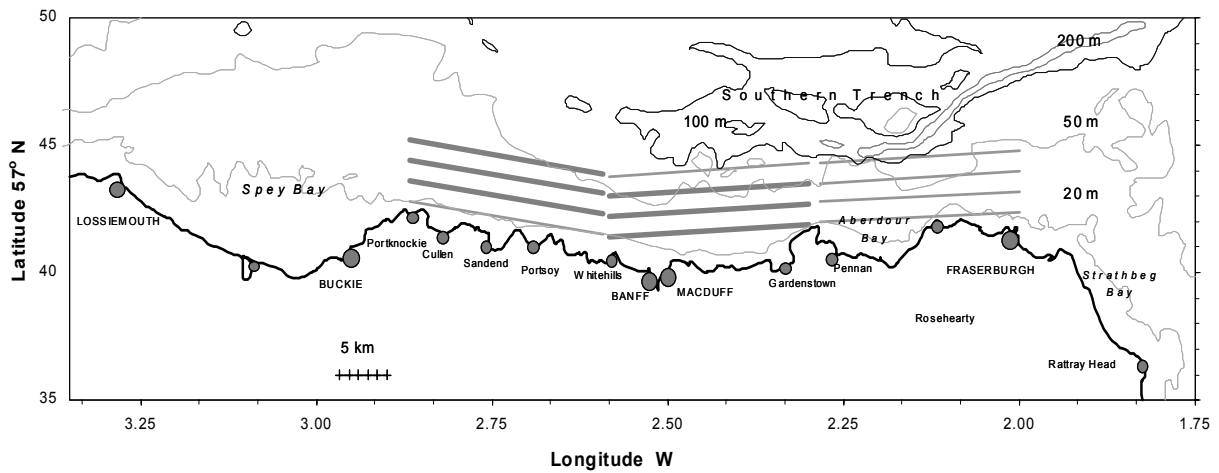 50
45
40
35
Latitude 57° N
200 m
Southern Trench
100 m
50 m
20 m
Spey Bay
LOSSIEMOUTH
Portknockie
Cullen
Sandend
Portsoy
Whitehills
BUCKIE
BANFF
MACDUFF
Gardenstown
Aberdour
Bay
Pennan
FRASERBURGH
Strathbeg
Bay
Rosehearty
Rattray Head
5 km
3.25
3.00
2.75
2.50
2.25
2.00
1.75
Longitude W